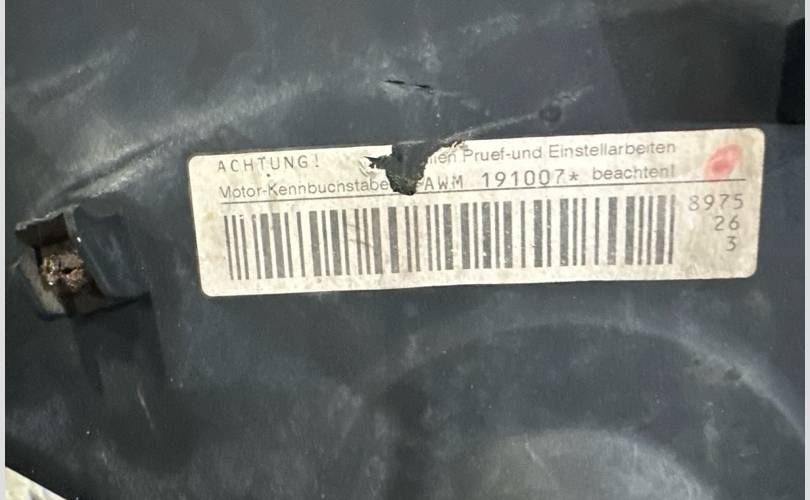 ACHTUNG! Pruef-und Einstellarbeiten
Motor-Kennbuchstabe AWM 191007* beachten!
8975
26
3